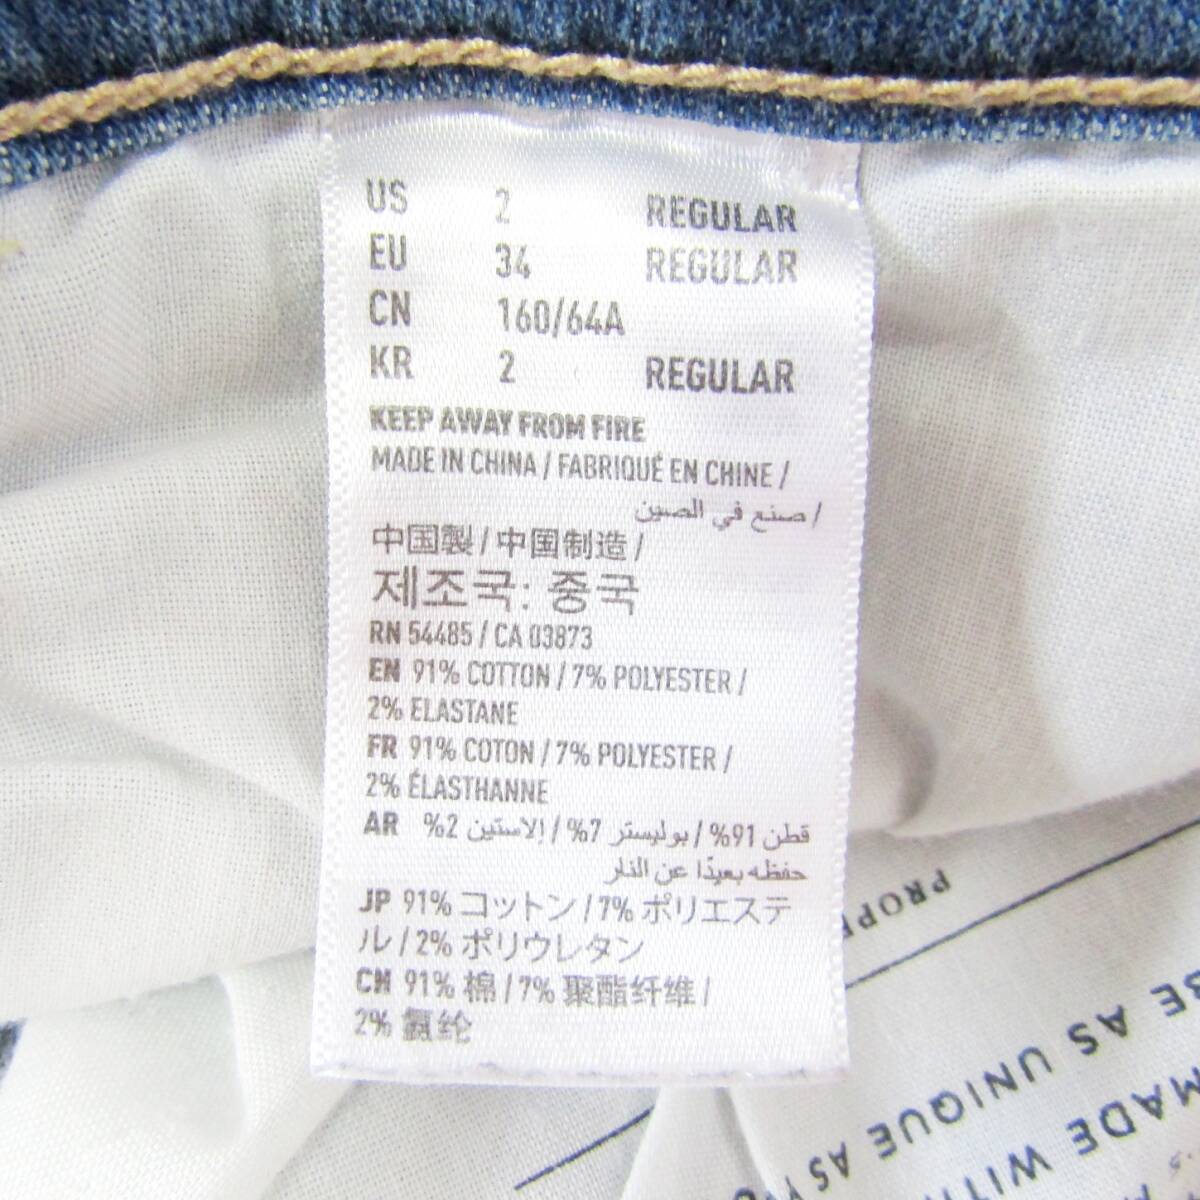 US 2 REGULAR
EU 34 REGULAR
CN 160/64A
KR 2 REGULAR
KEEP AWAY FROM FIRE
MADE IN CHINA / FABRIQUÉ EN CHINE /
صنع في الصين /
中国製 / 中国制造 /
제조국: 중국
RN 54485 / CA 03873
EN 91% COTTON / 7% POLYESTER /
2% ELASTANE
FR 91% COTON / 7% POLYESTER /
2% ÉLASTHANNE
AR قطن 91% / بوليستر 7% / إلاستين 2%
حفظه بعيدًا عن النار
JP 91% コットン / 7% ポリエステ
ル / 2% ポリウレタン
CN 91% 棉 / 7% 聚酯纤维 /
2% 氨纶
BE AS UNIQUE AS
MADE WITH